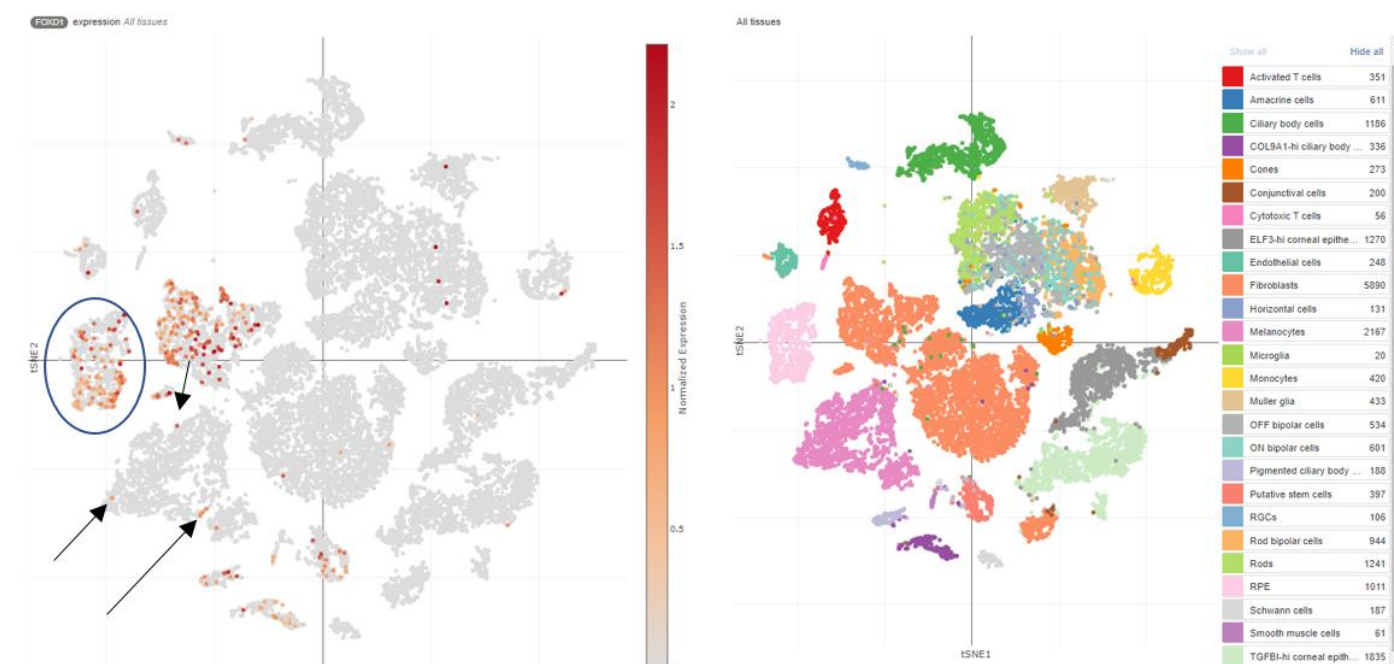 FOXD1 expression All tissues
2
1.5
1
0.5
Normalized Expression
tSNE2
All tissues
tSNE2
tSNE1
Show all Hide all
Activated T cells 351
Amacrine cells 611
Ciliary body cells 1186
COL9A1-hi ciliary body ... 336
Cones 273
Conjunctival cells 200
Cytotoxic T cells 56
ELF3-hi corneal epithe... 1270
Endothelial cells 248
Fibroblasts 5890
Horizontal cells 131
Melanocytes 2167
Microglia 20
Monocytes 420
Muller glia 433
OFF bipolar cells 534
ON bipolar cells 601
Pigmented ciliary body ... 188
Putative stem cells 397
RGCs 106
Rod bipolar cells 944
Rods 1241
RPE 1011
Schwann cells 187
Smooth muscle cells 61
TGFBI-hi corneal epith... 1835